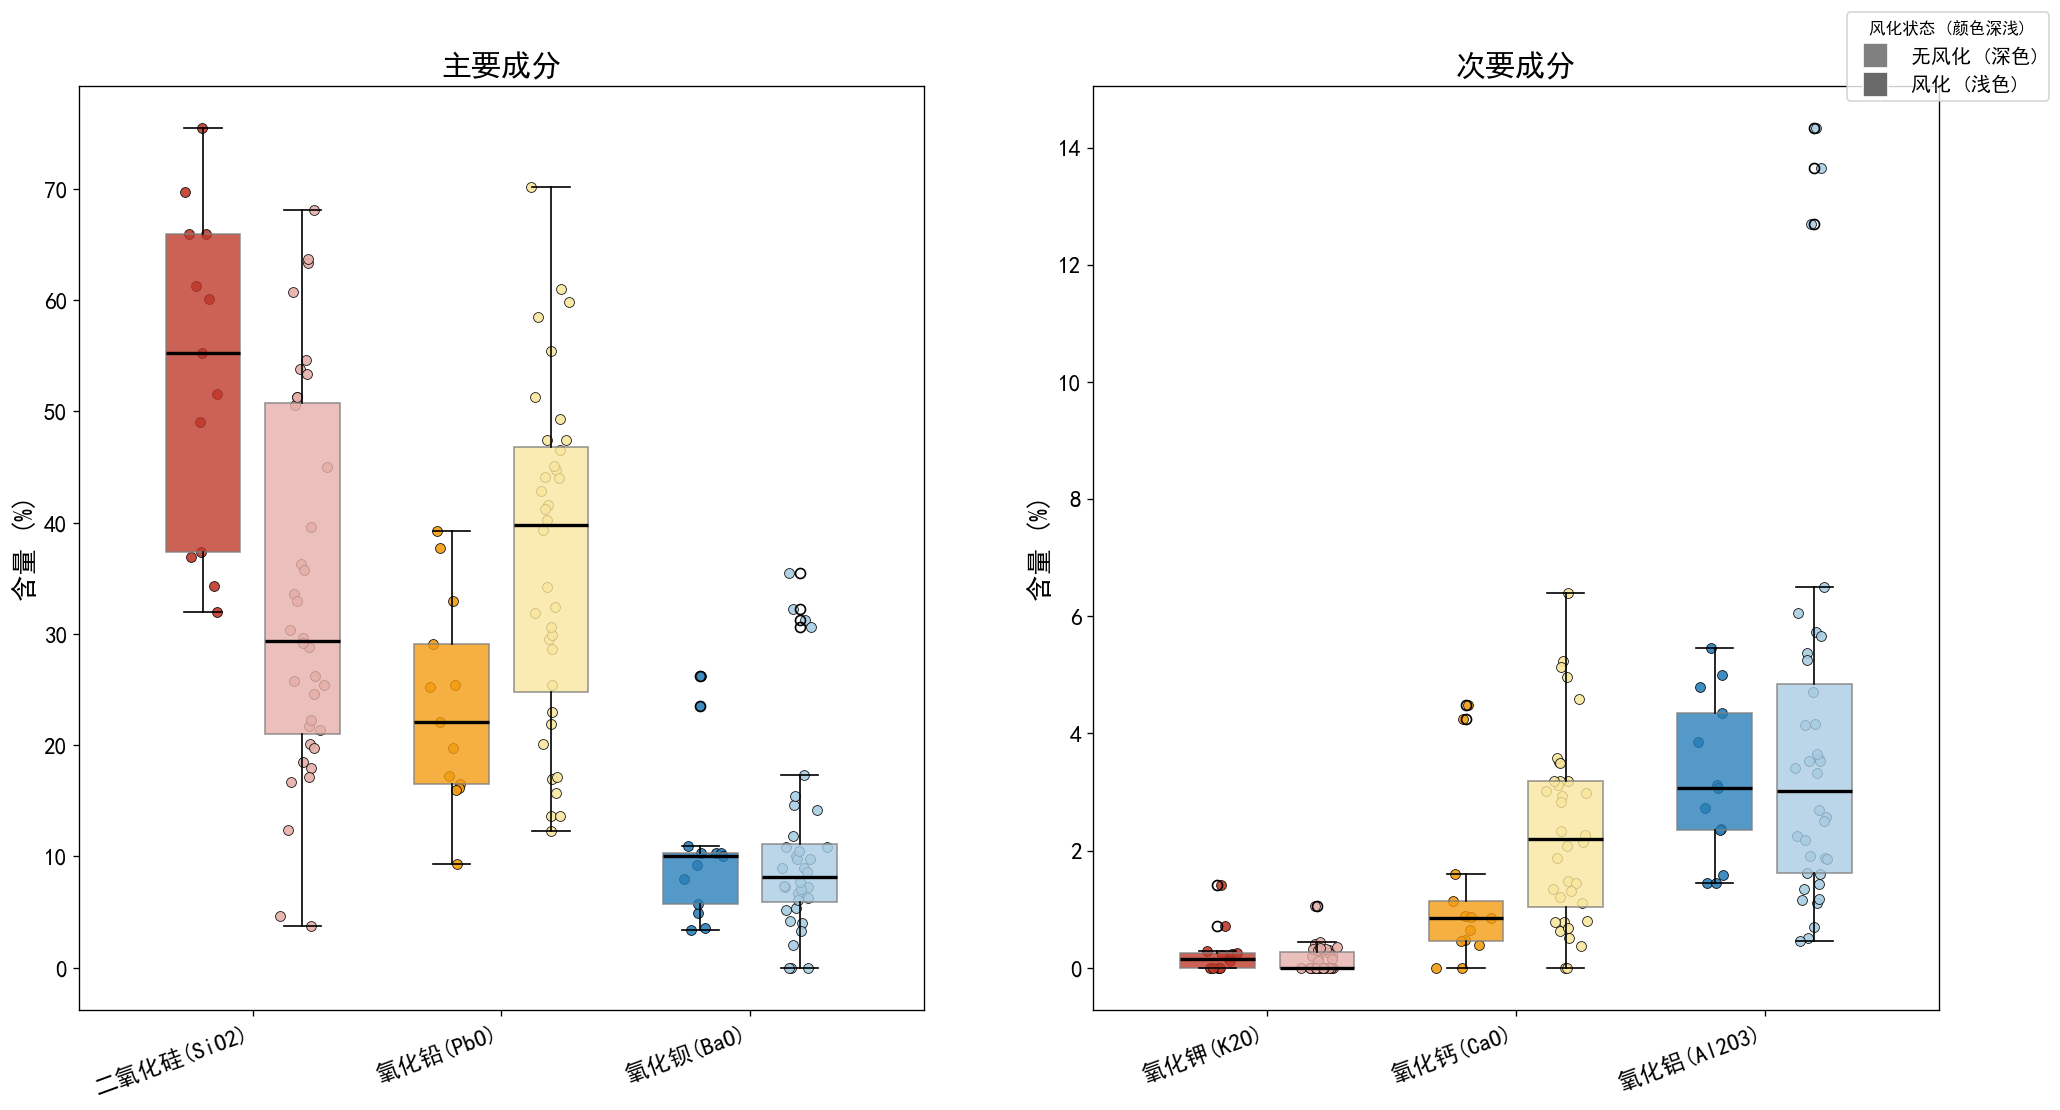 风化状态 (颜色深浅)
无风化 (深色)
风化 (浅色)
主要成分
含量 (%)
70
60
50
40
30
20
10
0
二氧化硅(SiO2)
氧化铅(PbO)
氧化钡(BaO)
次要成分
含量 (%)
14
12
10
8
6
4
2
0
氧化钾(K2O)
氧化钙(CaO)
氧化铝(Al2O3)